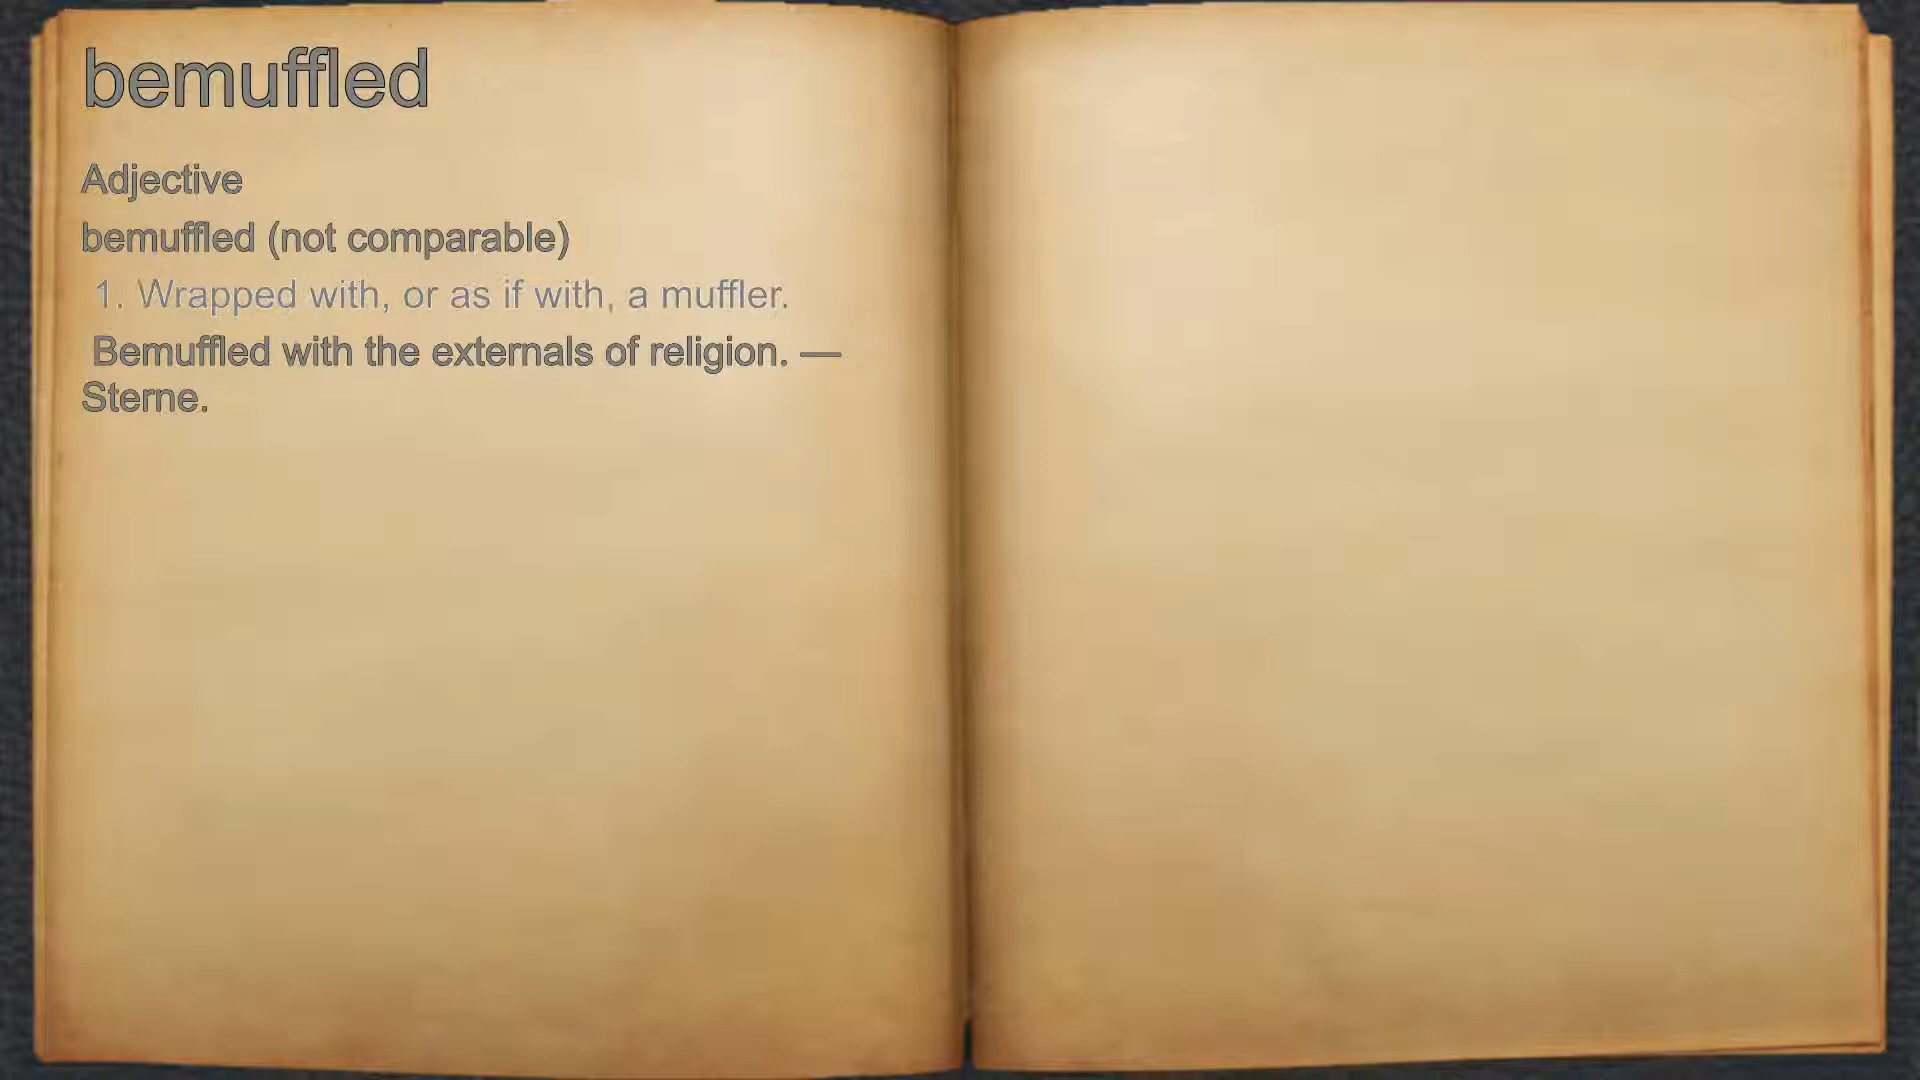 bemuffled
Adjective
bemuffled (not comparable)
1. Wrapped with, or as if with, a muffler.
Bemuffled with the externals of religion. —
Sterne.